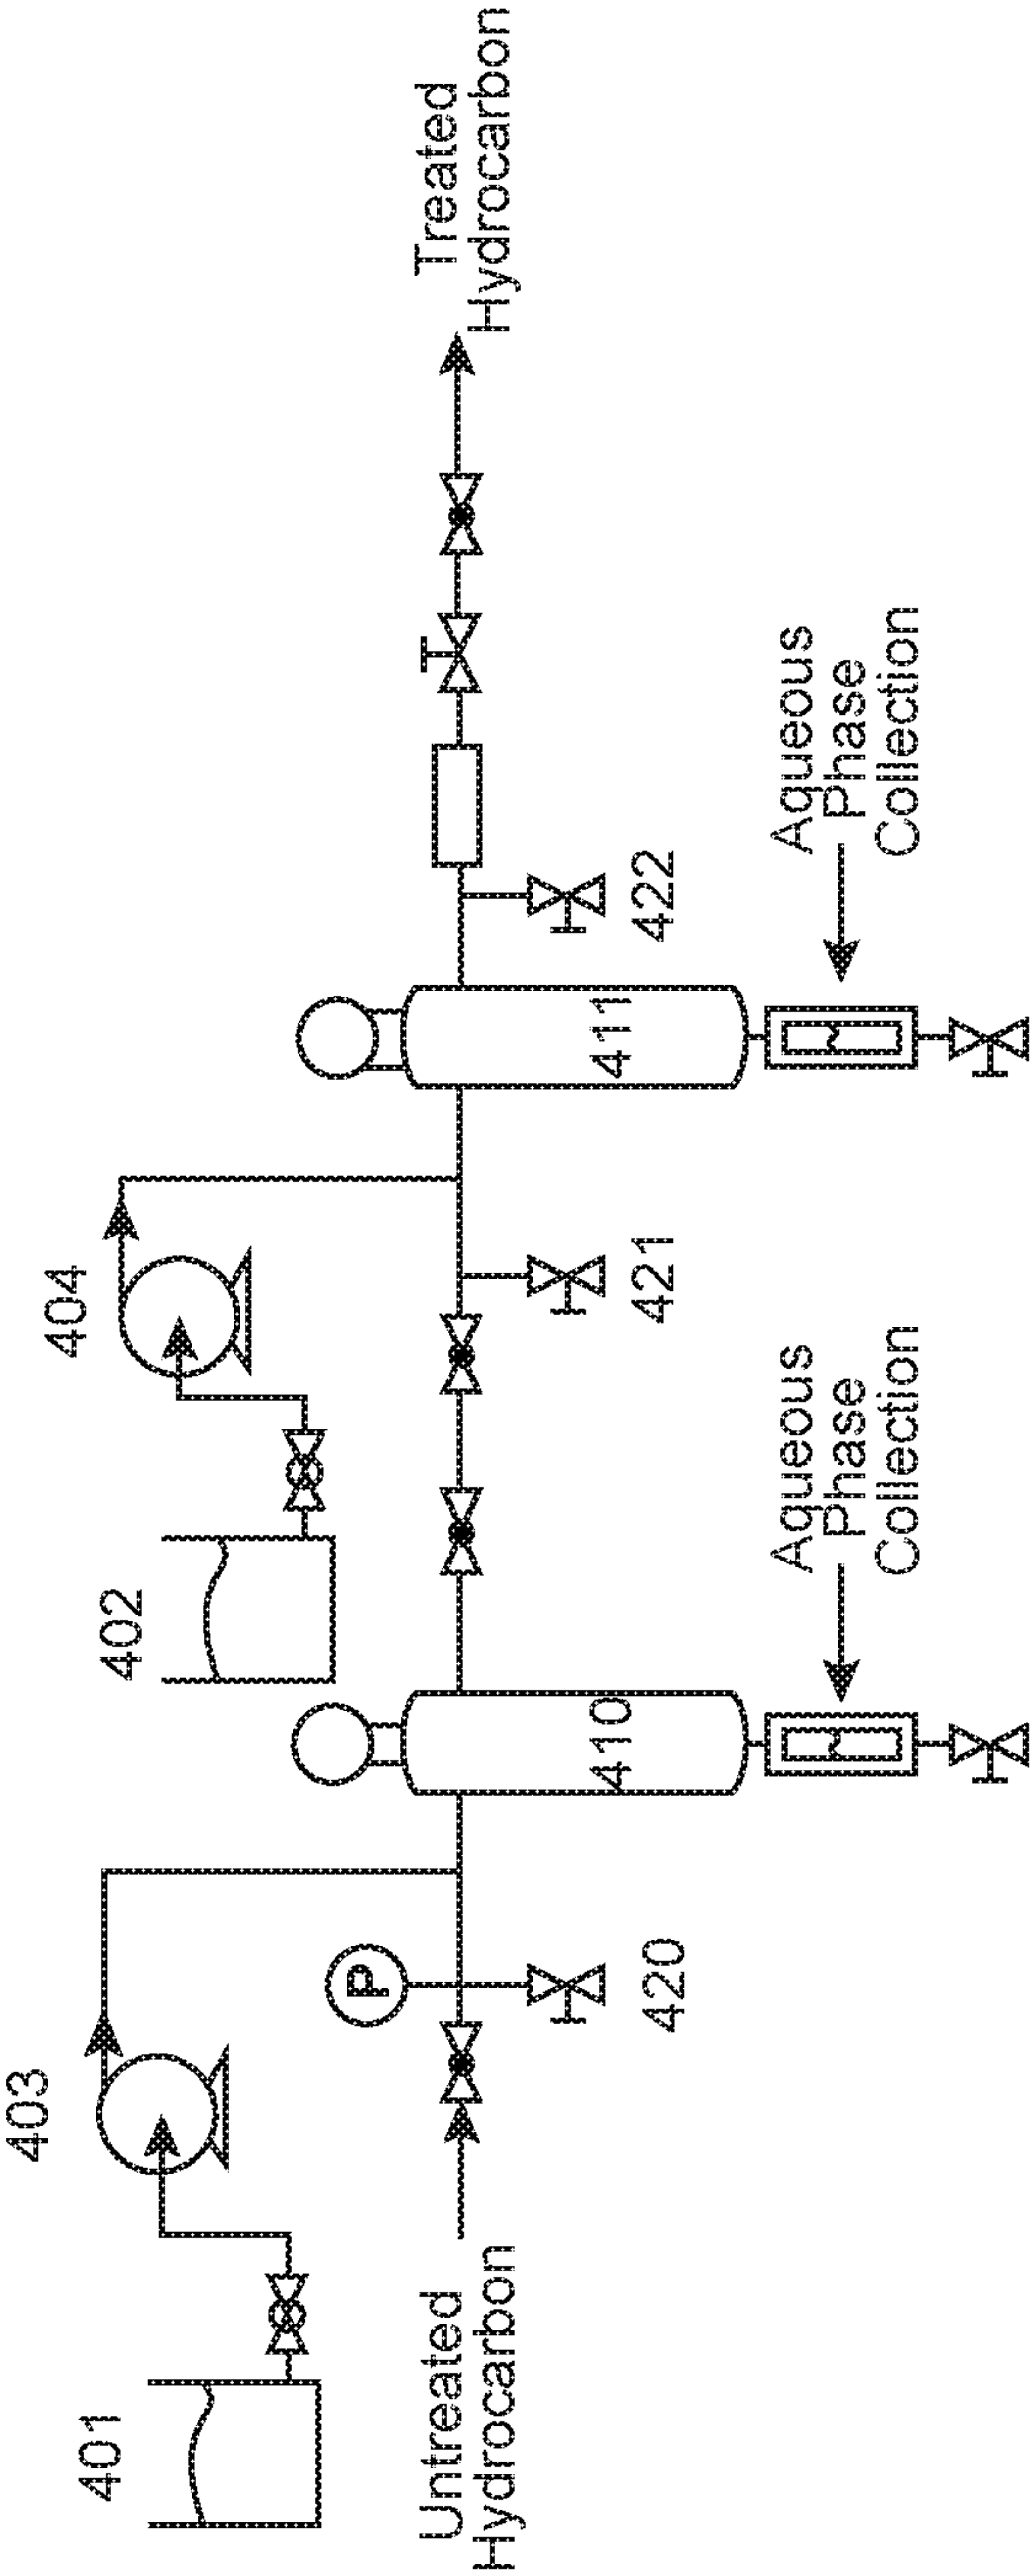 403
404
401
402
P
Untreated
Hydrocarbon
Treated
Hydrocarbon
410
411
420
421
422
Aqueous
Phase
Collection
Aqueous
Phase
Collection